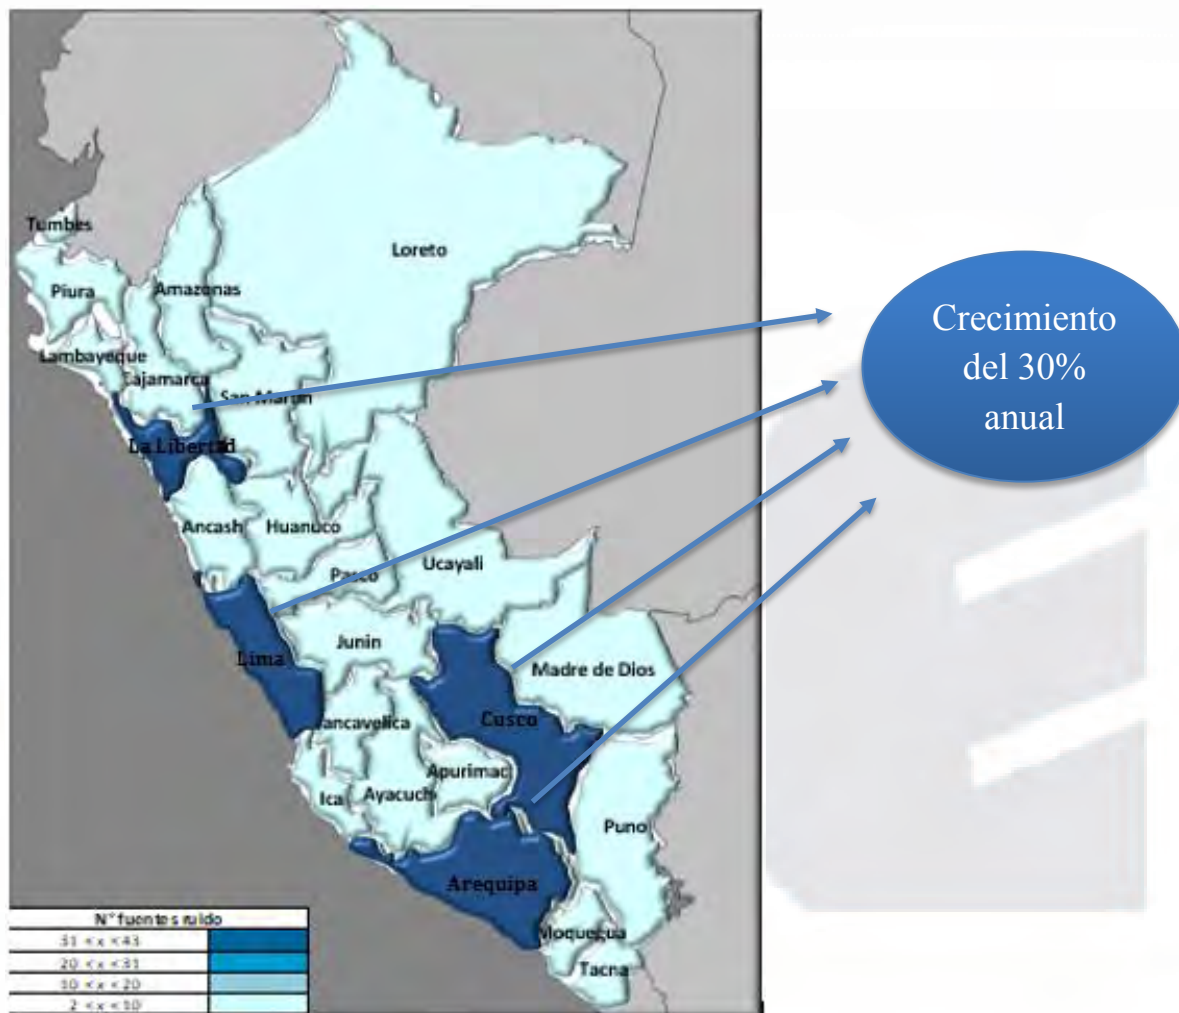 Tumbes
Loreto
Piura
Amazonas
Lambayeque
Cajamarca
San Martin
La Libertad
Ancash
Huanuco
Pasco
Ucayali
Junin
Lima
Madre de Dios
ancavelica
Cusco
Apurimac
Ica
Ayacuch
Puno
Arequipa
Moquegua
Tacna
Crecimiento
del 30%
anual
N° fuentes ruido
31 < x < 43
20 < x < 31
10 < x < 20
2 < x < 10